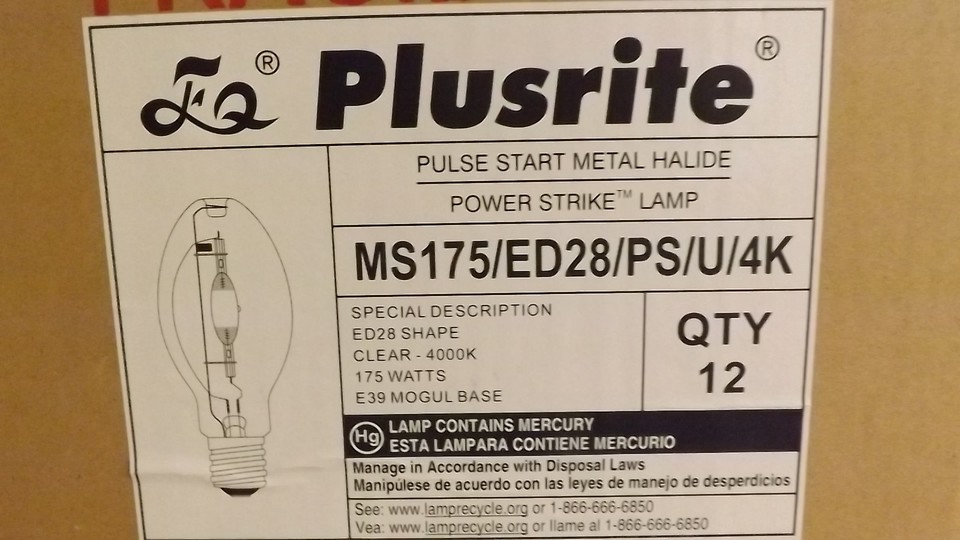 EQ® Plusrite®
PULSE START METAL HALIDE
POWER STRIKE™ LAMP
MS175/ED28/PS/U/4K
SPECIAL DESCRIPTION
ED28 SHAPE
CLEAR - 4000K
175 WATTS
E39 MOGUL BASE
QTY
12
Hg
LAMP CONTAINS MERCURY
ESTA LAMPARA CONTIENE MERCURIO
Manage in Accordance with Disposal Laws
Manipúlese de acuerdo con las leyes de manejo de desperdicios
See: www.lamprecycle.org or 1-866-666-6850
Vea: www.lamprecycle.org or llame al 1-866-666-6850